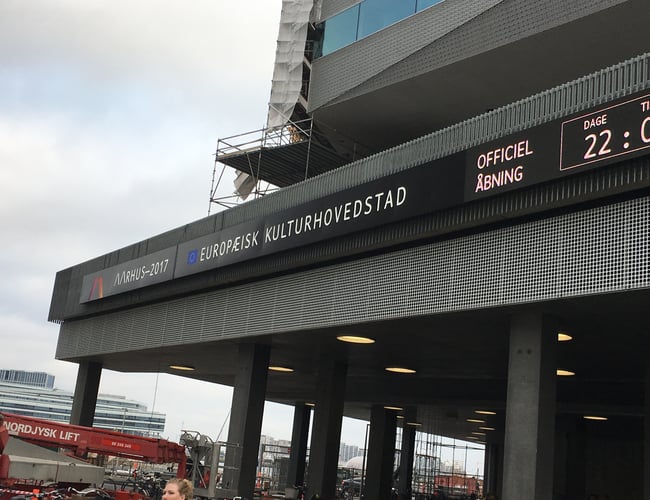 DAGE
OFFICIEL
22:
ÅBNING
EUROPÆISK KULTURHOVEDSTAD
AARHUS–2017
NORDJYSK LIFT